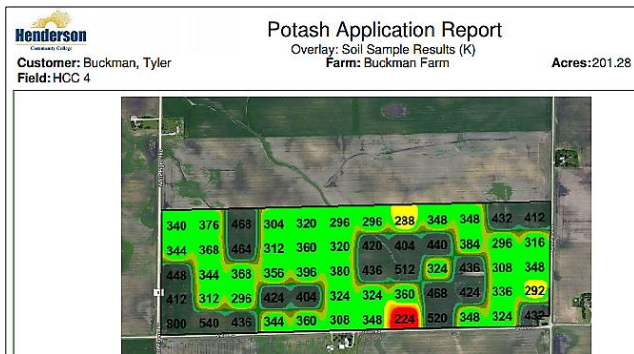 Henderson
Community College
Potash Application Report
Overlay: Soil Sample Results (K)
Customer: Buckman, Tyler
Farm: Buckman Farm
Acres:201.28
Field: HCC 4
340 376 468 304 320 296 296 288 348 348 432 412
344 368 464 312 360 320 420 404 440 384 296 316
448 344 368 356 396 380 436 512 324 436 308 348
412 312 296 424 404 324 324 360 468 424 336 292
800 540 436 344 360 308 348 224 520 348 324 432